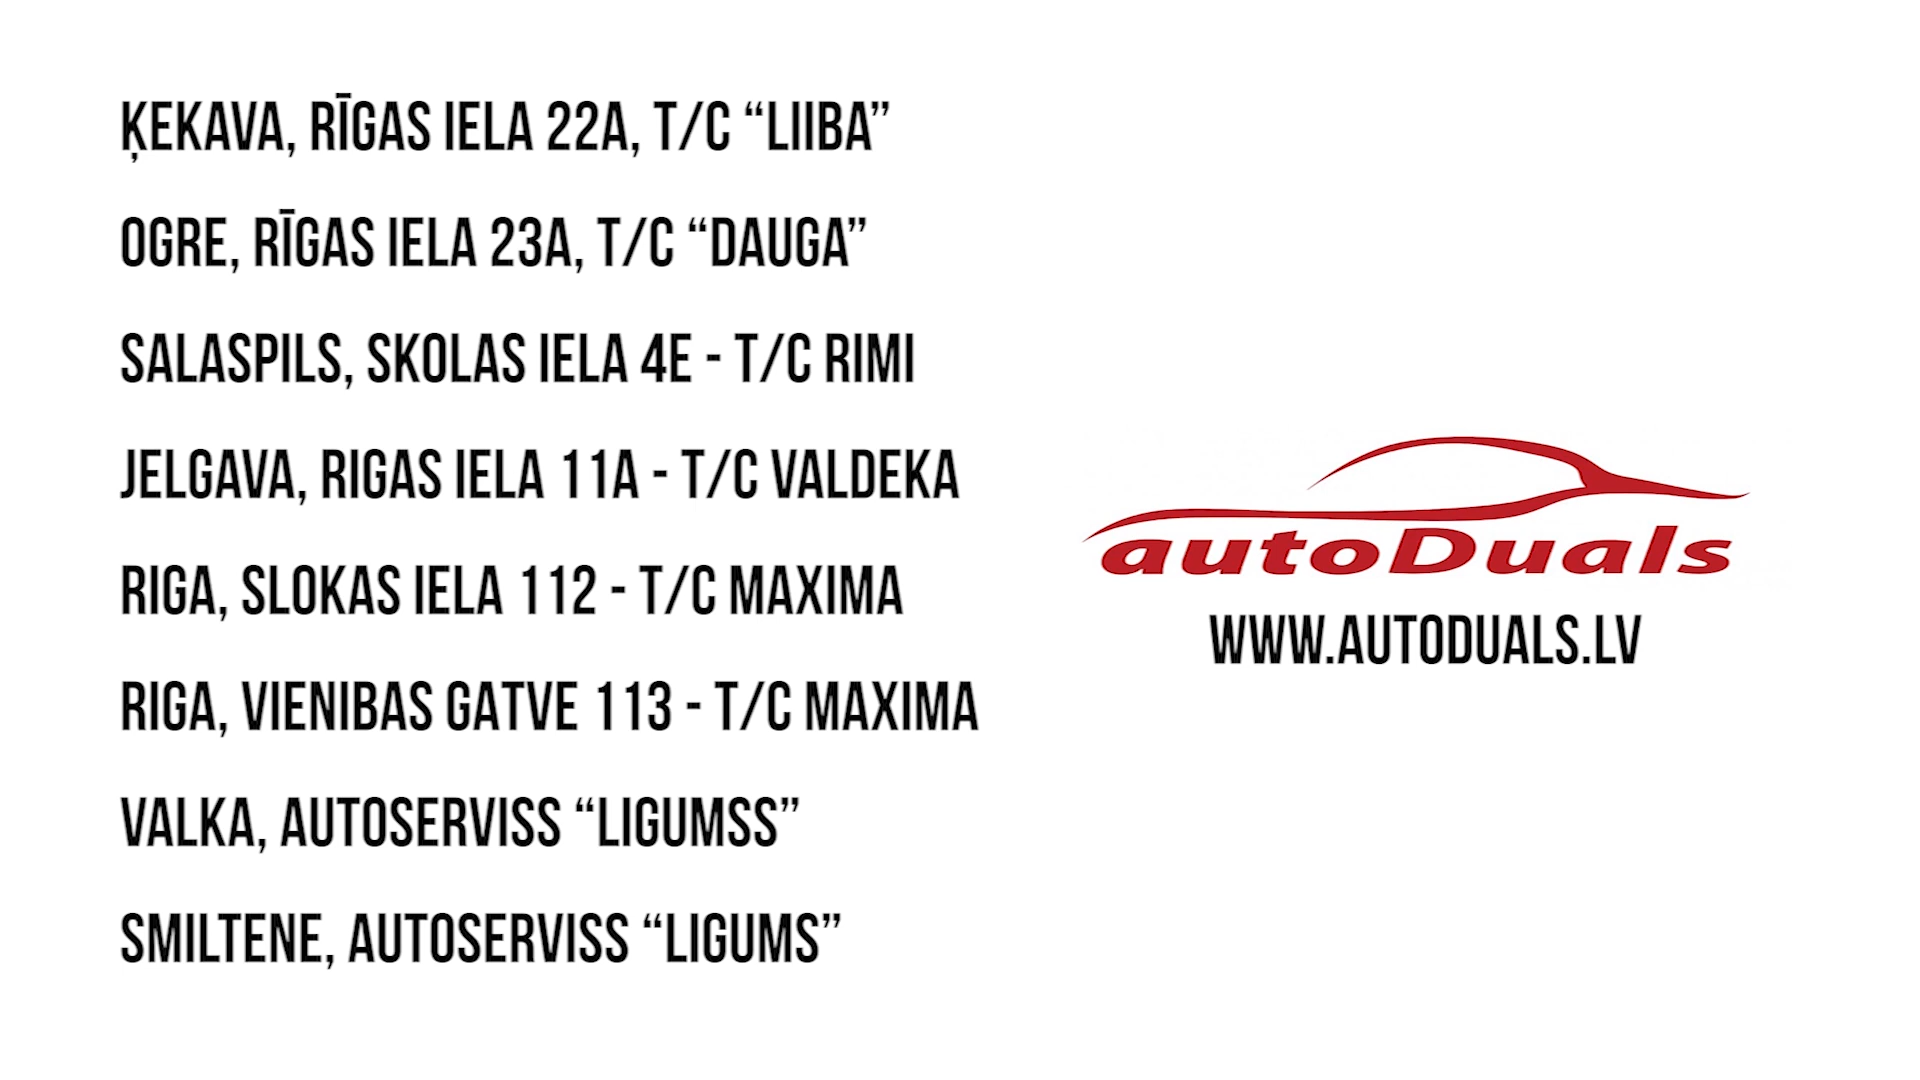 ĶEKAVA, RĪGAS IELA 22A, T/C “LIIBA”
OGRE, RĪGAS IELA 23A, T/C “DAUGA”
SALASPILS, SKOLAS IELA 4E - T/C RIMI
JELGAVA, RIGAS IELA 11A - T/C VALDEKA
RIGA, SLOKAS IELA 112 - T/C MAXIMA
RIGA, VIENIBAS GATVE 113 - T/C MAXIMA
VALKA, AUTOSERVISS “LIGUMSS”
SMILTENE, AUTOSERVISS “LIGUMS”
autoDuals
WWW.AUTODUALS.LV